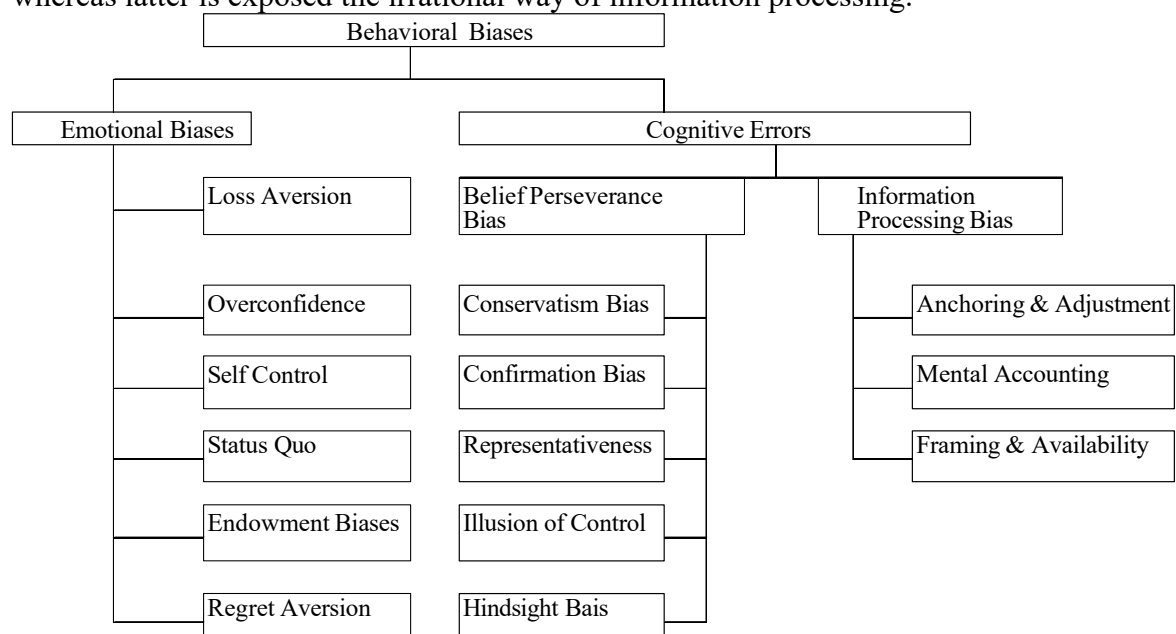 whereas latter is exposed the irrational way of information processing.
Behavioral Biases
Emotional Biases
Cognitive Errors
Loss Aversion
Belief Perseverance
Bias
Information
Processing Bias
Overconfidence
Conservatism Bias
Anchoring & Adjustment
Self Control
Confirmation Bias
Mental Accounting
Status Quo
Representativeness
Framing & Availability
Endowment Biases
Illusion of Control
Regret Aversion
Hindsight Bais